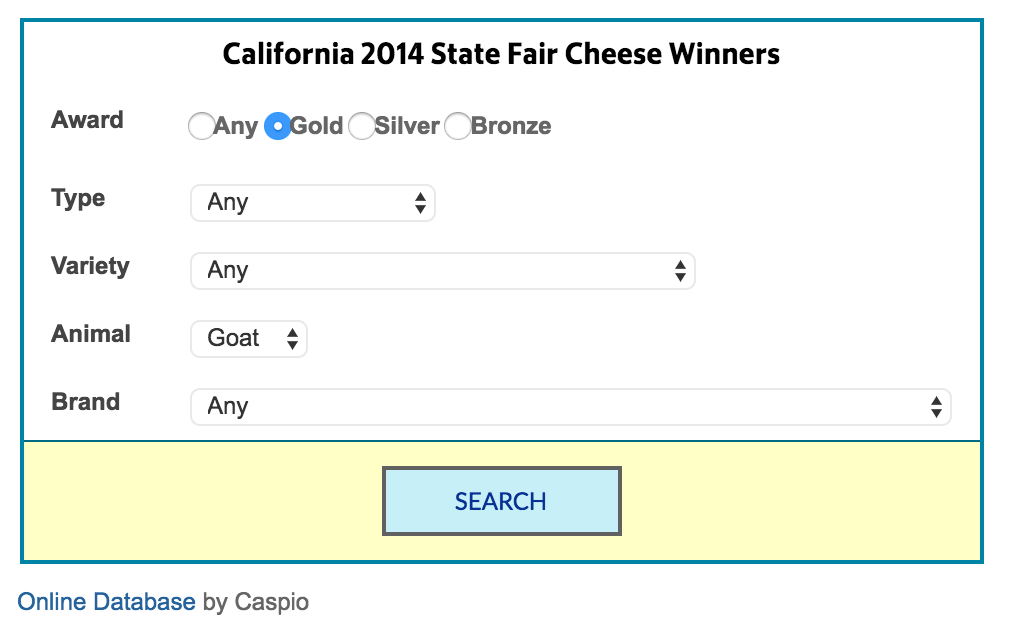 California 2014 State Fair Cheese Winners
Award Any Gold Silver Bronze
Type Any
Variety Any
Animal Goat
Brand Any
SEARCH
Online Database by Caspio